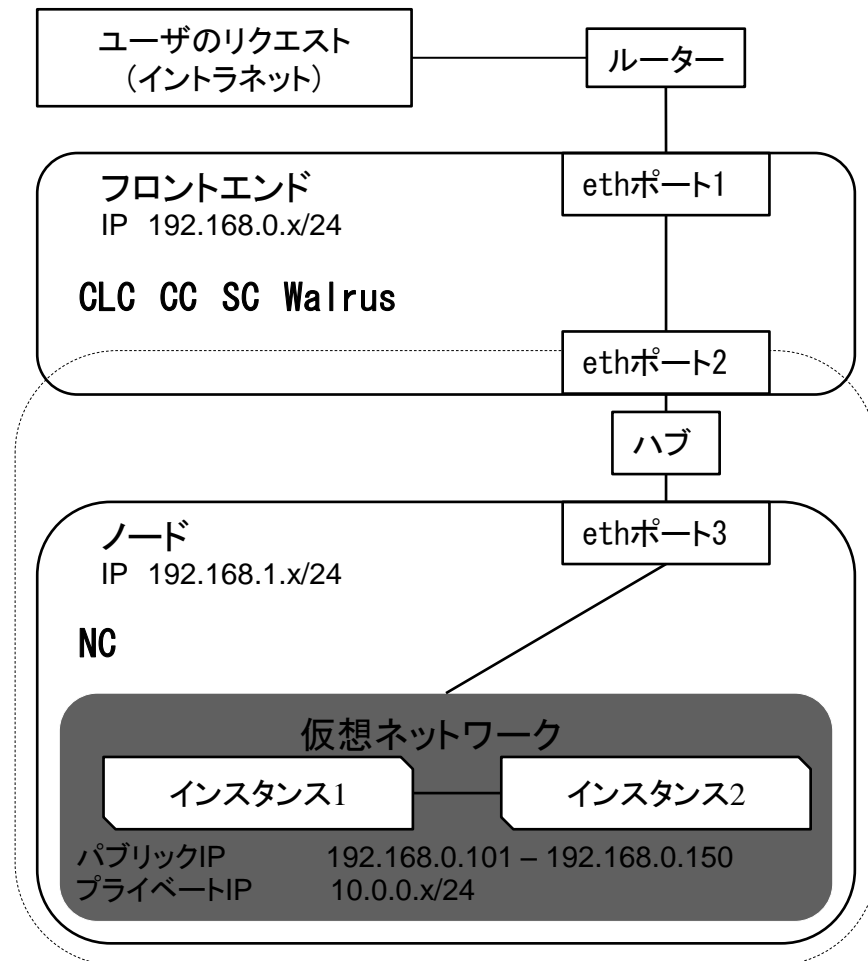 ユーザのリクエスト
（イントラネット）
ルーター
フロントエンド
IP 192.168.0.x/24
ethポート1
CLC CC SC Walrus
ethポート2
ハブ
ノード
IP 192.168.1.x/24
ethポート3
NC
仮想ネットワーク
インスタンス1
インスタンス2
パブリックIP 192.168.0.101 – 192.168.0.150
プライベートIP 10.0.0.x/24